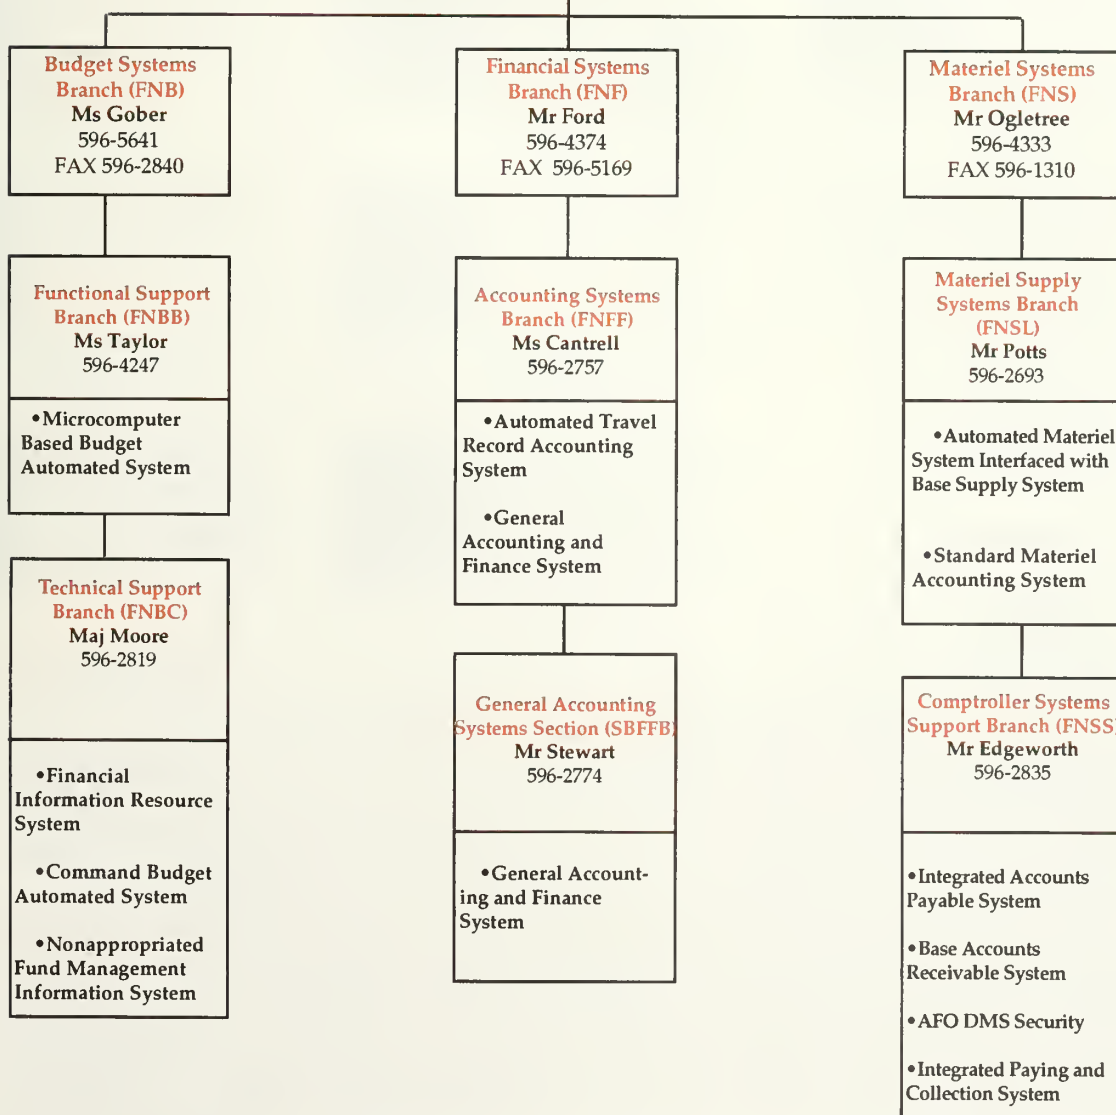 Budget Systems
Branch (FNB)
Ms Gober
596-5641
FAX 596-2840
Functional Support
Branch (FNBB)
Ms Taylor
596-4247
•Microcomputer
Based Budget
Automated System
Technical Support
Branch (FNBC)
Maj Moore
596-2819
•Financial
Information Resource
System
•Command Budget
Automated System
•Nonappropriated
Fund Management
Information System
Financial Systems
Branch (FNF)
Mr Ford
596-4374
FAX 596-5169
Accounting Systems
Branch (FNFF)
Ms Cantrell
596-2757
•Automated Travel
Record Accounting
System
•General
Accounting and
Finance System
General Accounting
Systems Section (SBFFB)
Mr Stewart
596-2774
•General Account-
ing and Finance
System
Materiel Systems
Branch (FNS)
Mr Ogletree
596-4333
FAX 596-1310
Materiel Supply
Systems Branch
(FNSL)
Mr Potts
596-2693
•Automated Materiel
System Interfaced with
Base Supply System
•Standard Materiel
Accounting System
Comptroller Systems
Support Branch (FNSS)
Mr Edgeworth
596-2835
•Integrated Accounts
Payable System
•Base Accounts
Receivable System
•AFO DMS Security
•Integrated Paying and
Collection System